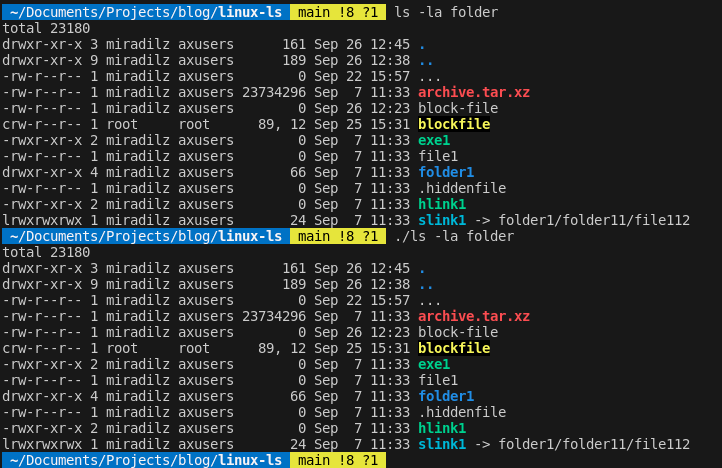 ~/Documents/Projects/blog/linux-ls  main !8 ?1  ls -la folder
total 23180
drwxr-xr-x 3 miradilz axusers      161 Sep 26 12:45 .
drwxr-xr-x 9 miradilz axusers      189 Sep 26 12:38 ..
-rw-r--r-- 1 miradilz axusers        0 Sep 22 15:57 ...
-rw-r--r-- 1 miradilz axusers 23734296 Sep  7 11:33 archive.tar.xz
-rw-r--r-- 1 miradilz axusers        0 Sep 26 12:23 block-file
crw-r--r-- 1 root     root       89, 12 Sep 25 15:31 blockfile
-rwxr-xr-x 2 miradilz axusers        0 Sep  7 11:33 exe1
-rw-r--r-- 1 miradilz axusers        0 Sep  7 11:33 file1
drwxr-xr-x 4 miradilz axusers       66 Sep  7 11:33 folder1
-rw-r--r-- 1 miradilz axusers        0 Sep  7 11:33 .hiddenfile
-rwxr-xr-x 2 miradilz axusers        0 Sep  7 11:33 hlink1
lrwxrwxrwx 1 miradilz axusers       24 Sep  7 11:33 slink1 -> folder1/folder11/file112
~/Documents/Projects/blog/linux-ls  main !8 ?1  ./ls -la folder
total 23180
drwxr-xr-x 3 miradilz axusers      161 Sep 26 12:45 .
drwxr-xr-x 9 miradilz axusers      189 Sep 26 12:38 ..
-rw-r--r-- 1 miradilz axusers        0 Sep 22 15:57 ...
-rw-r--r-- 1 miradilz axusers 23734296 Sep  7 11:33 archive.tar.xz
-rw-r--r-- 1 miradilz axusers        0 Sep 26 12:23 block-file
crw-r--r-- 1 root     root       89, 12 Sep 25 15:31 blockfile
-rwxr-xr-x 2 miradilz axusers        0 Sep  7 11:33 exe1
-rw-r--r-- 1 miradilz axusers        0 Sep  7 11:33 file1
drwxr-xr-x 4 miradilz axusers       66 Sep  7 11:33 folder1
-rw-r--r-- 1 miradilz axusers        0 Sep  7 11:33 .hiddenfile
-rwxr-xr-x 2 miradilz axusers        0 Sep  7 11:33 hlink1
lrwxrwxrwx 1 miradilz axusers       24 Sep  7 11:33 slink1 -> folder1/folder11/file112
~/Documents/Projects/blog/linux-ls  main !8 ?1